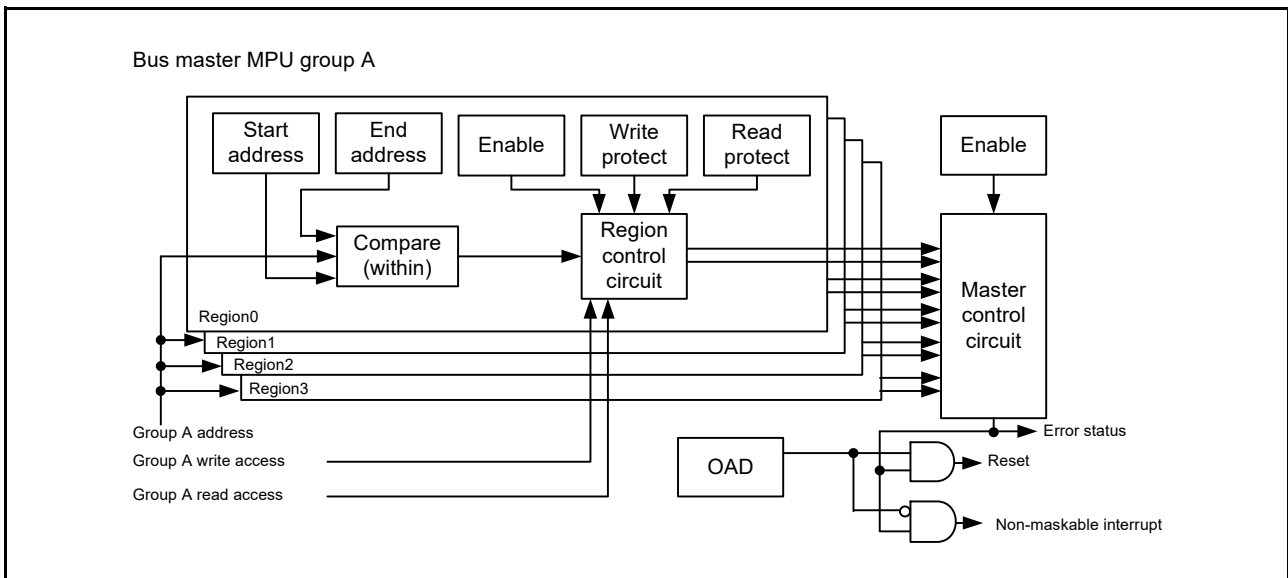 Bus master MPU group A
Start
address
End
address
Enable
Write
protect
Read
protect
Enable
Compare
(within)
Region
control
circuit
Master
control
circuit
Region0
Region1
Region2
Region3
Group A address
Group A write access
Group A read access
OAD
Error status
Reset
Non-maskable interrupt